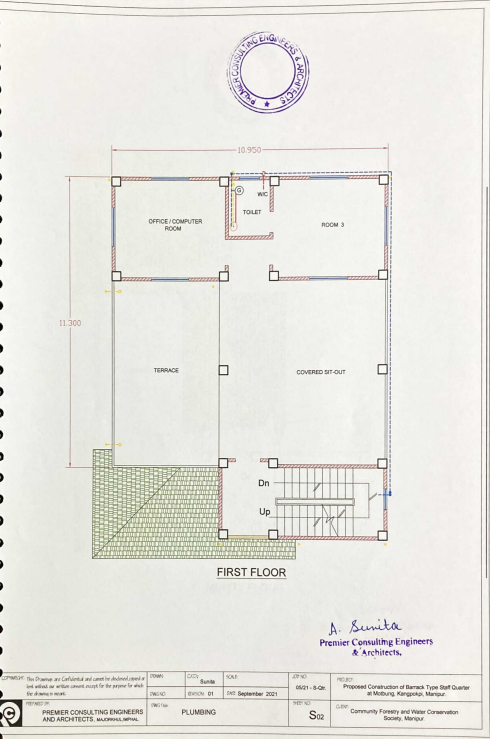 PREMIER CONSULTING ENGINEERS & ARCHITECTS
10.950
G
W/C
TOILET
OFFICE / COMPUTER
ROOM
ROOM 3
11.300
TERRACE
COVERED SIT-OUT
Dn
Up
FIRST FLOOR
A. Sunita
Premier Consulting Engineers
& Architects,
COPYRIGHT: This Drawings are Confidential and cannot be disclosed, copied or
lent without our written consent except for the purpose for which
the drawing is meant.
DRAWN:
Sunita
SCALE:
JOB NO:
05/21 - S-Qtr.
PROJECT:
Proposed Construction of Barrack Type Staff Quarter
at Motbung, Kangpokpi, Manipur.
DWG NO:
REVISION: 01
DATE: September 2021
PREPARED BY:
PREMIER CONSULTING ENGINEERS
AND ARCHITECTS, MAJORKHUL, IMPHAL
DWG Title:
PLUMBING
SHEET NO:
S02
CLIENT:
Community Forestry and Water Conservation
Society, Manipur.